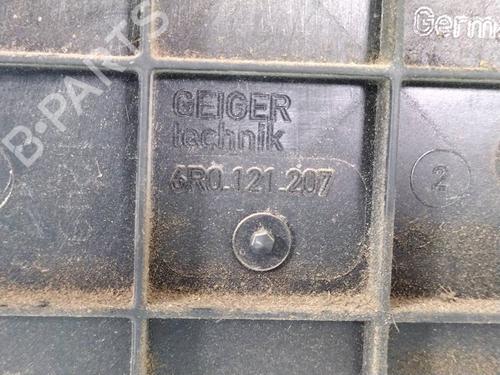 B-PARTS
Germ
GEIGER
technik
6R0.121.207
2